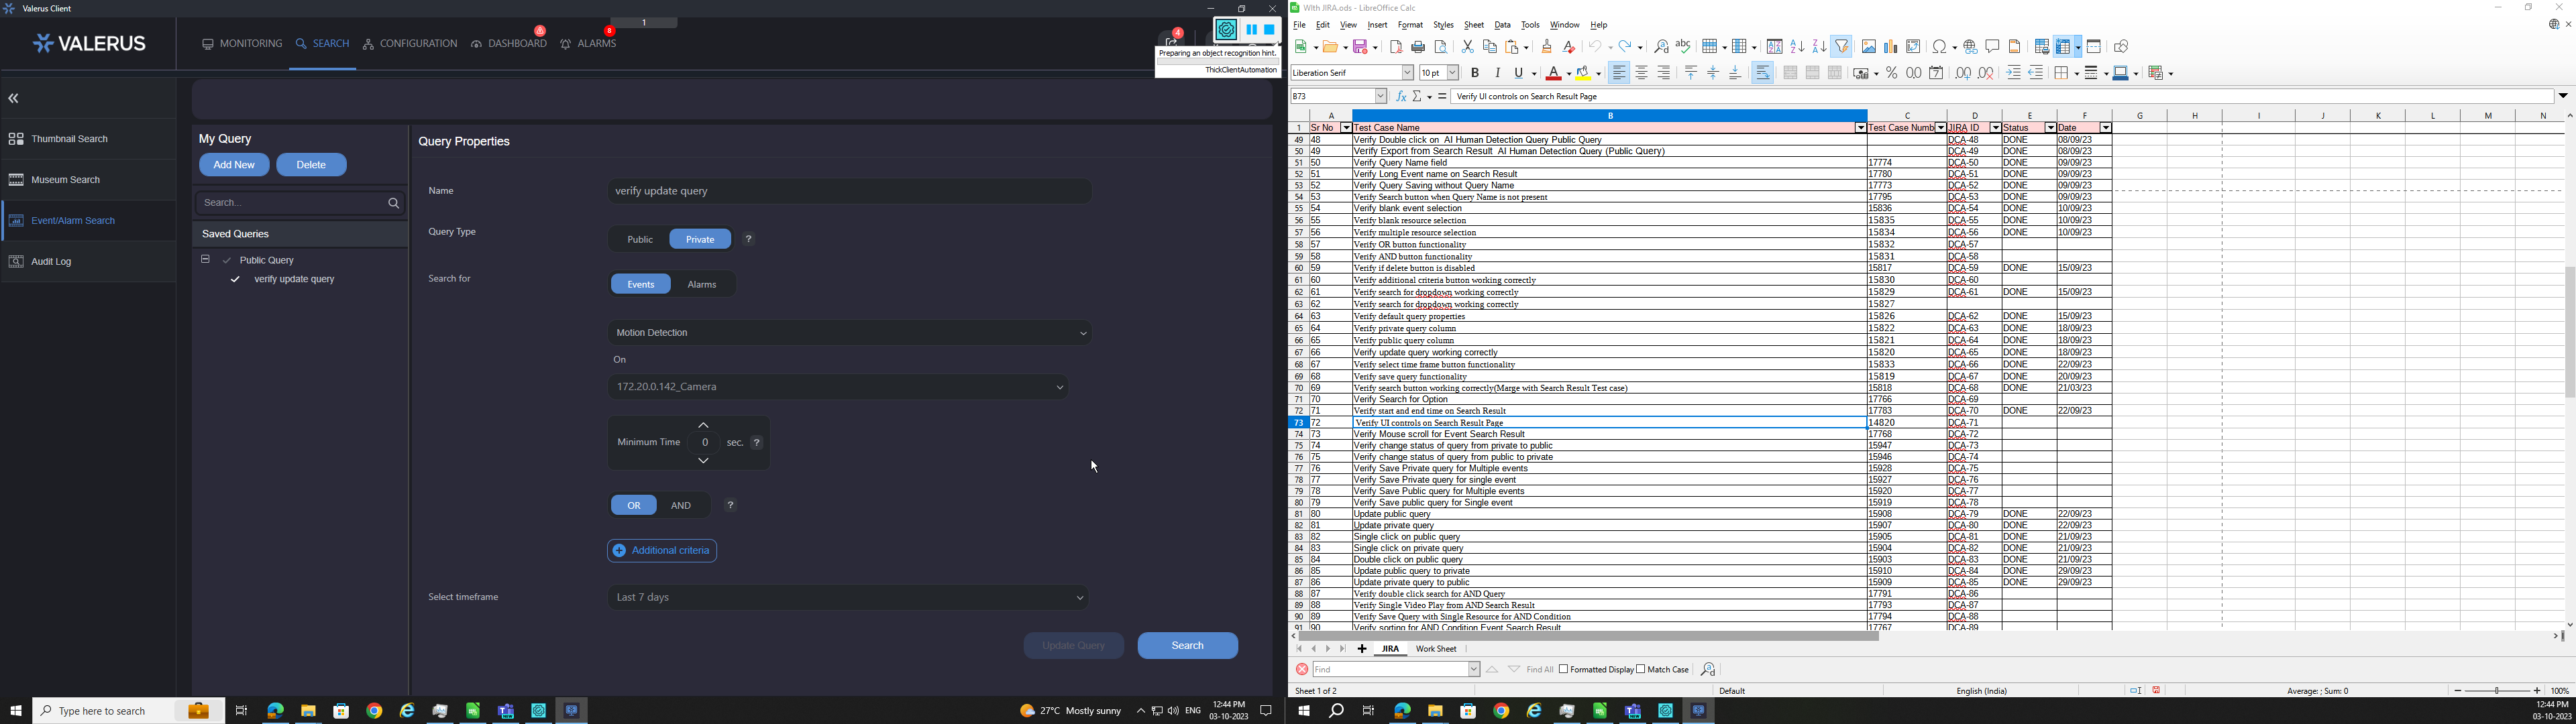 Valerus Client
1
VALERUS
MONITORING SEARCH CONFIGURATION DASHBOARD ALARMS
8
4
Preparing an object recognition hint.
ThickClientAutomation
Thumbnail Search
Museum Search
Event/Alarm Search
Audit Log
My Query
Add New Delete
Search...
Saved Queries
Public Query
verify update query
Query Properties
Name verify update query
Query Type Public Private ?
Search for Events Alarms
Motion Detection
On
172.20.0.142_Camera
Minimum Time 0 sec. ?
OR AND ?
Additional criteria
Select timeframe Last 7 days
Update Query Search
Type here to search
27°C Mostly sunny ENG 12:44 PM
03-10-2023
With JIRA.ods - LibreOffice Calc
File Edit View Insert Format Styles Sheet Data Tools Window Help
Liberation Serif 10 pt
B73 Verify UI controls on Search Result Page
A B C D E F G H I J K L M N
1 Sr No Test Case Name Test Case Numb JIRA ID Status Date
49 48 Verify Double click on AI Human Detection Query Public Query DCA-48 DONE 08/09/23
50 49 Verify Export from Search Result AI Human Detection Query (Public Query) DCA-49 DONE 08/09/23
51 50 Verify Query Name field 17774 DCA-50 DONE 09/09/23
52 51 Verify Long Event name on Search Result 17780 DCA-51 DONE 09/09/23
53 52 Verify Query Saving without Query Name 17773 DCA-52 DONE 09/09/23
54 53 Verify Search button when Query Name is not present 17795 DCA-53 DONE 09/09/23
55 54 Verify blank event selection 15836 DCA-54 DONE 10/09/23
56 55 Verify blank resource selection 15835 DCA-55 DONE 10/09/23
57 56 Verify multiple resource selection 15834 DCA-56 DONE 10/09/23
58 57 Verify OR button functionality 15832 DCA-57
59 58 Verify AND button functionality 15831 DCA-58
60 59 Verify if delete button is disabled 15817 DCA-59 DONE 15/09/23
61 60 Verify additional criteria button working correctly 15830 DCA-60
62 61 Verify search for dropdown working correctly 15829 DCA-61 DONE 15/09/23
63 62 Verify search for dropdown working correctly 15827
64 63 Verify default query properties 15826 DCA-62 DONE 15/09/23
65 64 Verify private query column 15822 DCA-63 DONE 18/09/23
66 65 Verify public query column 15821 DCA-64 DONE 18/09/23
67 66 Verify update query working correctly 15820 DCA-65 DONE 18/09/23
68 67 Verify select time frame button functionality 15833 DCA-66 DONE 22/09/23
69 68 Verify save query functionality 15819 DCA-67 DONE 20/09/23
70 69 Verify search button working correctly(Marge with Search Result Test case) 15818 DCA-68 DONE 21/03/23
71 70 Verify Search for Option 17766 DCA-69
72 71 Verify start and end time on Search Result 17783 DCA-70 DONE 22/09/23
73 72 Verify UI controls on Search Result Page 14820 DCA-71
74 73 Verify Mouse scroll for Event Search Result 17768 DCA-72
75 74 Verify change status of query from private to public 15947 DCA-73
76 75 Verify change status of query from public to private 15946 DCA-74
77 76 Verify Save Private query for Multiple events 15928 DCA-75
78 77 Verify Save Private query for single event 15927 DCA-76
79 78 Verify Save Public query for Multiple events 15920 DCA-77
80 79 Verify Save public query for Single event 15919 DCA-78
81 80 Update public query 15908 DCA-79 DONE 22/09/23
82 81 Update private query 15907 DCA-80 DONE 22/09/23
83 82 Single click on public query 15905 DCA-81 DONE 21/09/23
84 83 Single click on private query 15904 DCA-82 DONE 21/09/23
85 84 Double click on public query 15903 DCA-83 DONE 21/09/23
86 85 Update public query to private 15910 DCA-84 DONE 29/09/23
87 86 Update private query to public 15909 DCA-85 DONE 29/09/23
88 87 Verify double click search for AND Query 17791 DCA-86
89 88 Verify Single Video Play from AND Search Result 17793 DCA-87
90 89 Verify Save Query with Single Resource for AND Condition 17794 DCA-88
91 90 Verify sorting for AND Condition Event Search Result 17767 DCA-89
JIRA Work Sheet
Find Find All Formatted Display Match Case
Sheet 1 of 2 Default English (India) Average: ; Sum: 0 100%
12:44 PM
03-10-2023